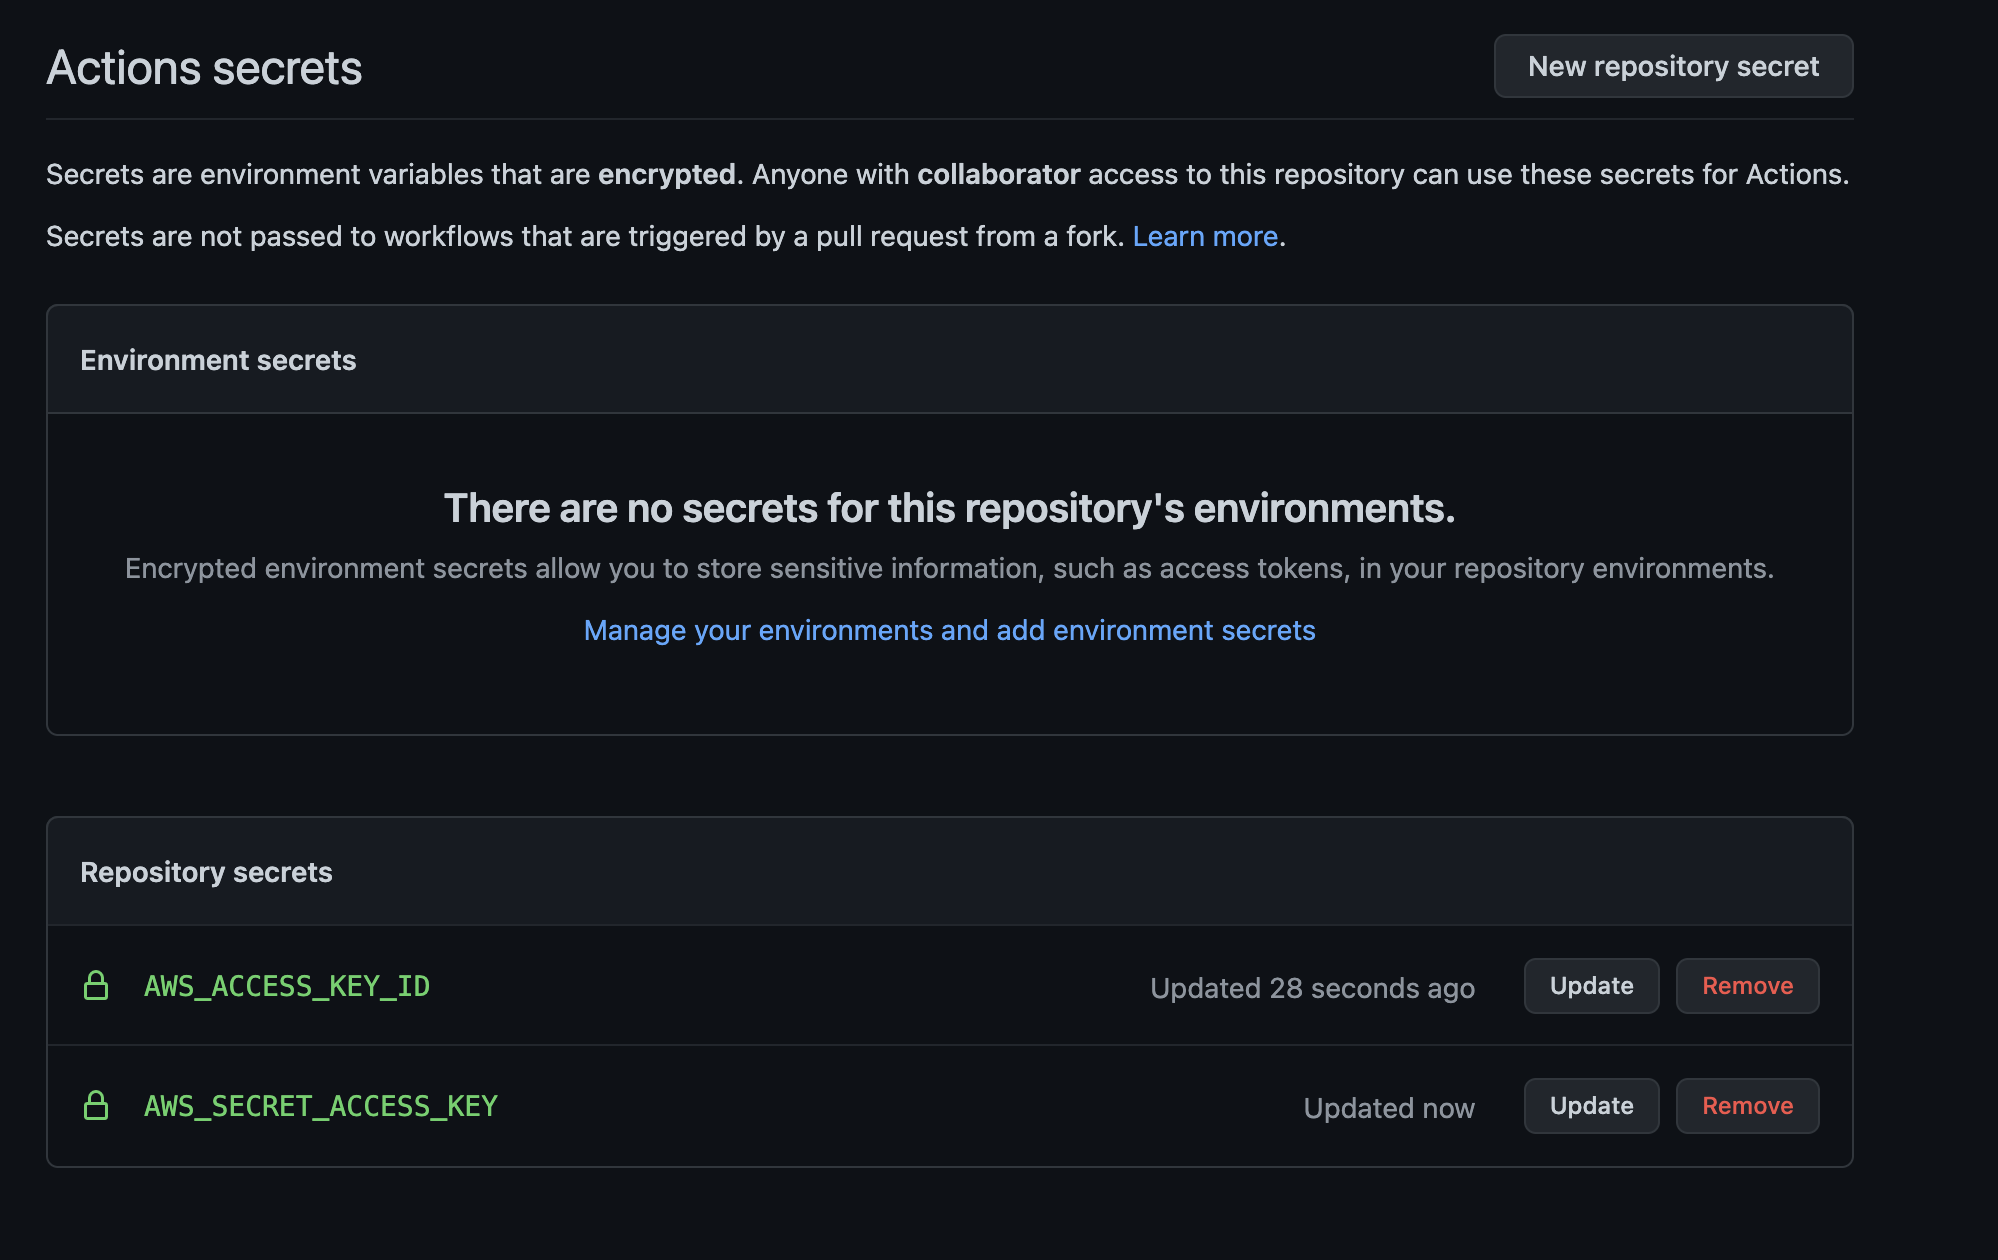 Actions secrets
New repository secret
Secrets are environment variables that are encrypted. Anyone with collaborator access to this repository can use these secrets for Actions.
Secrets are not passed to workflows that are triggered by a pull request from a fork. Learn more.
Environment secrets
There are no secrets for this repository's environments.
Encrypted environment secrets allow you to store sensitive information, such as access tokens, in your repository environments.
Manage your environments and add environment secrets
Repository secrets
AWS_ACCESS_KEY_ID Updated 28 seconds ago Update Remove
AWS_SECRET_ACCESS_KEY Updated now Update Remove